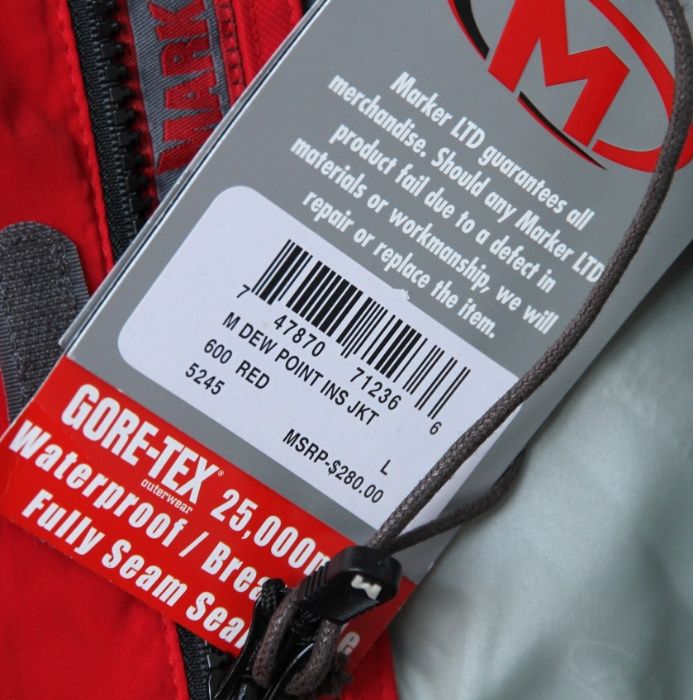 MARK
M
Marker LTD guarantees all
merchandise. Should any Marker LTD
product fail due to a defect in
materials or workmanship, we will
repair or replace the item.
7 47870 71236 6
M DEW POINT INS JKT
600 RED
5245
L
MSRP-$280.00
GORE-TEX®
outerwear
25,000m
Waterproof / Brea
Fully Seam Seal